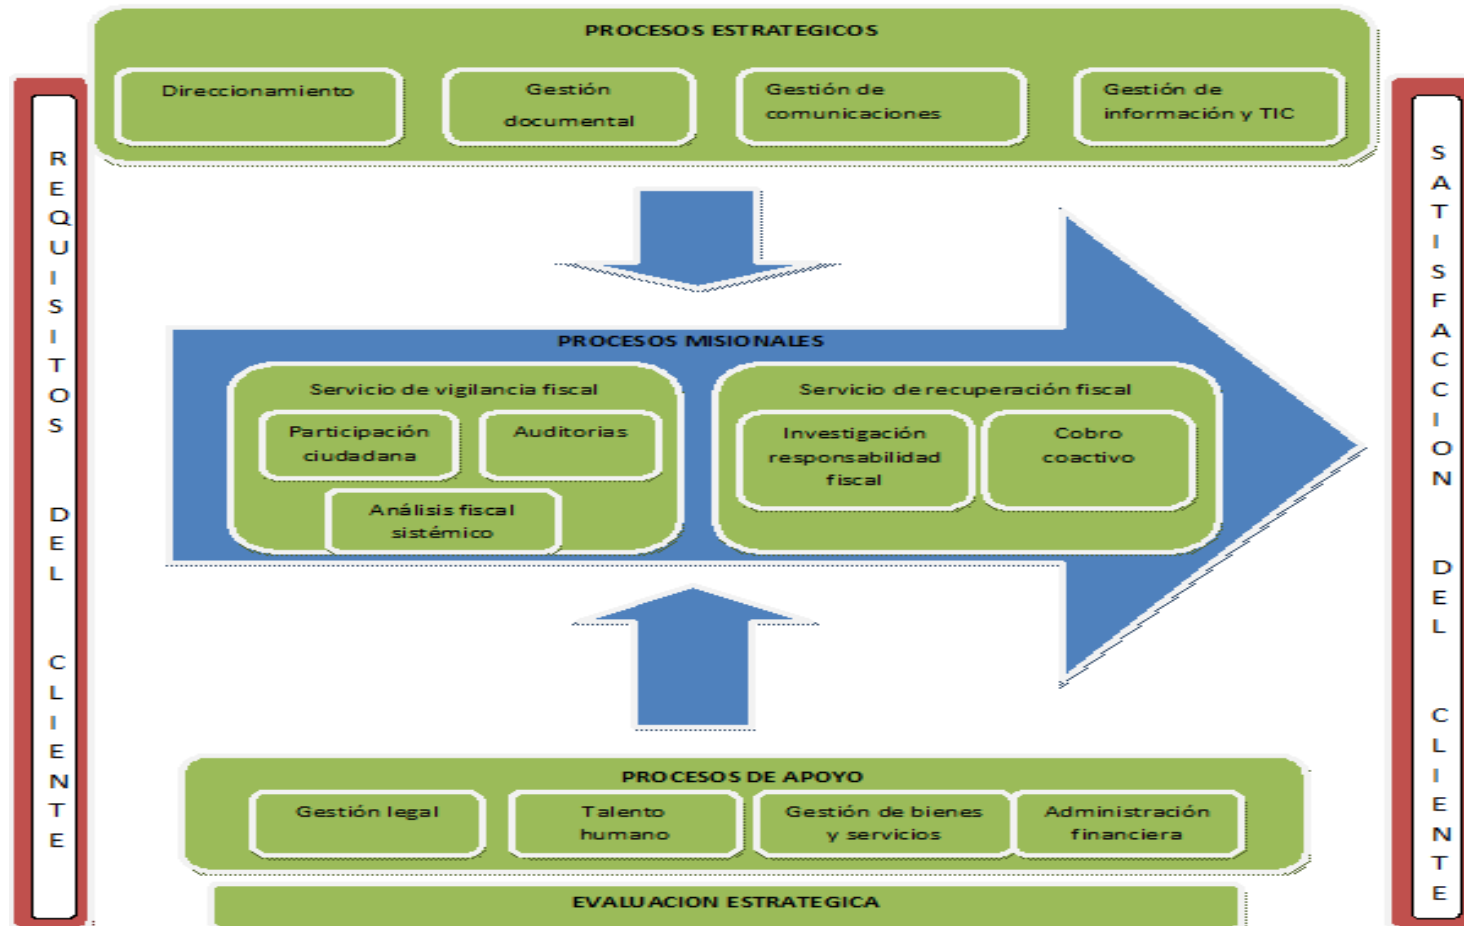 PROCESOS ESTRATEGICOS
Direccionamiento
Gestión
documental
Gestión de
comunicaciones
Gestión de
información y TIC
REQUISITOS DEL CLIENTE
PROCESOS MISIONALES
Servicio de vigilancia fiscal
Participación
ciudadana
Auditorias
Análisis fiscal
sistémico
Servicio de recuperación fiscal
Investigación
responsabilidad
fiscal
Cobro
coactivo
SATISFACCION DEL CLIENTE
PROCESOS DE APOYO
Gestión legal
Talento
humano
Gestión de bienes
y servicios
Administración
financiera
EVALUACION ESTRATEGICA